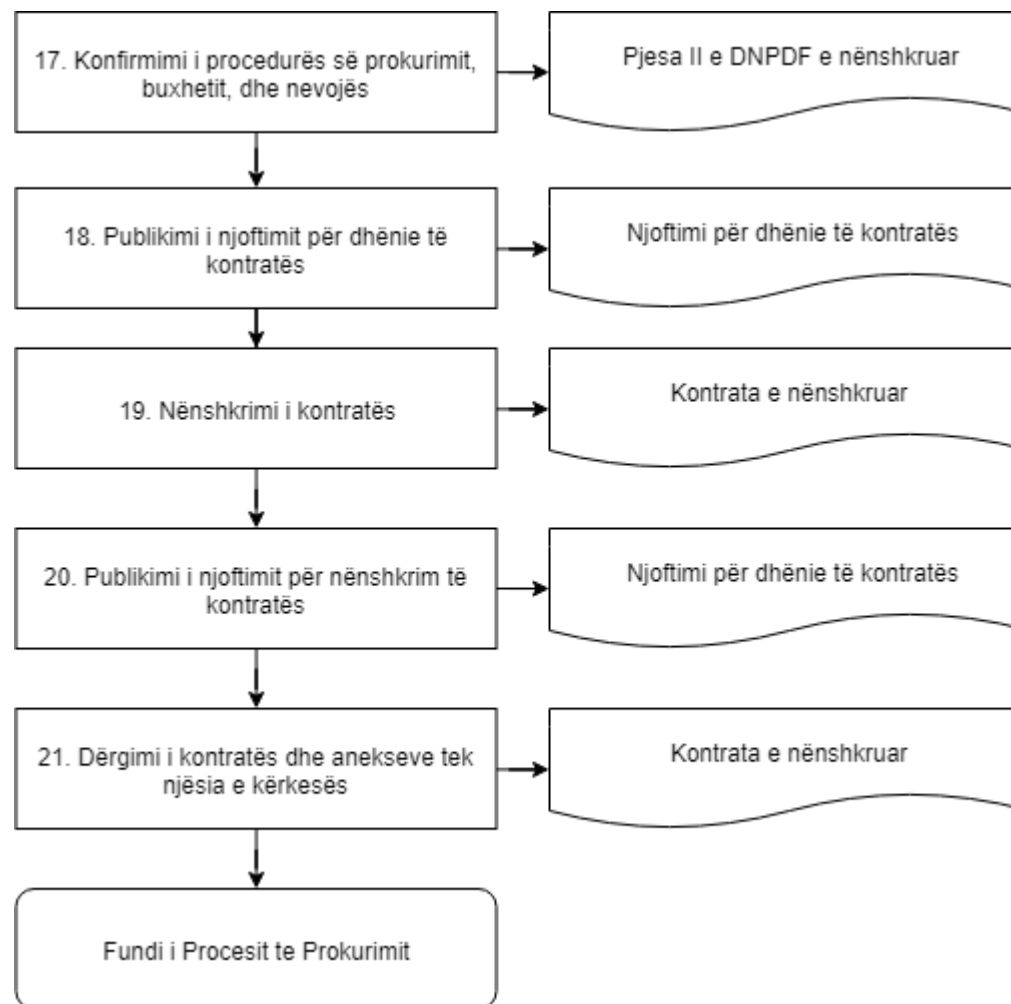 17. Konfirmimi i procedurës së prokurimit,
buxhetit, dhe nevojës
Pjesa II e DNPDF e nënshkruar
18. Publikimi i njoftimit për dhënie të
kontratës
Njoftimi për dhënie të kontratës
19. Nënshkrimi i kontratës
Kontrata e nënshkruar
20. Publikimi i njoftimit për nënshkrim të
kontratës
Njoftimi për dhënie të kontratës
21. Dërgimi i kontratës dhe anekseve tek
njësia e kërkesës
Kontrata e nënshkruar
Fundi i Procesit te Prokurimit